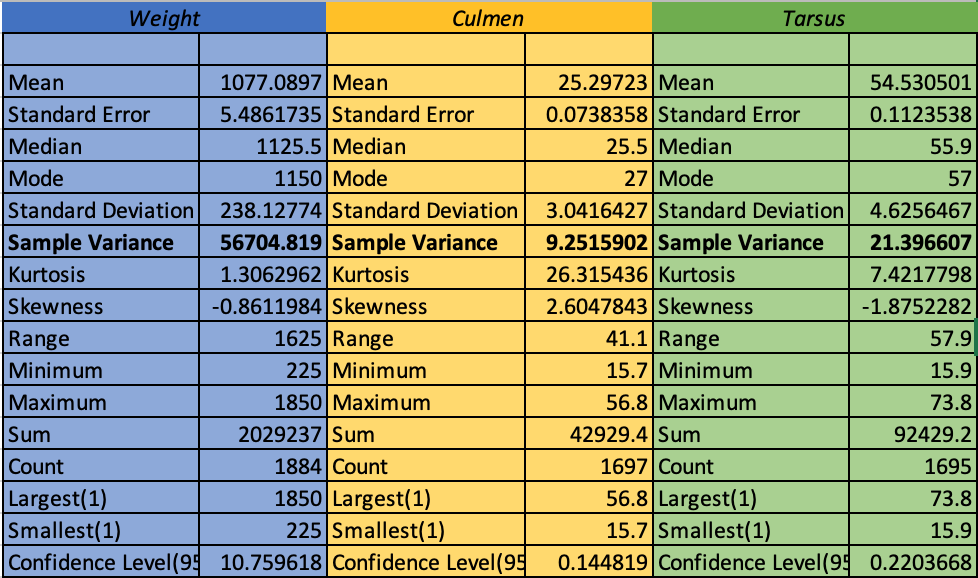 Weight Culmen Tarsus
Mean 1077.0897 Mean 25.29723 Mean 54.530501
Standard Error 5.4861735 Standard Error 0.0738358 Standard Error 0.1123538
Median 1125.5 Median 25.5 Median 55.9
Mode 1150 Mode 27 Mode 57
Standard Deviation 238.12774 Standard Deviation 3.0416427 Standard Deviation 4.6256467
Sample Variance 56704.819 Sample Variance 9.2515902 Sample Variance 21.396607
Kurtosis 1.3062962 Kurtosis 26.315436 Kurtosis 7.4217798
Skewness -0.8611984 Skewness 2.6047843 Skewness -1.8752282
Range 1625 Range 41.1 Range 57.9
Minimum 225 Minimum 15.7 Minimum 15.9
Maximum 1850 Maximum 56.8 Maximum 73.8
Sum 2029237 Sum 42929.4 Sum 92429.2
Count 1884 Count 1697 Count 1695
Largest(1) 1850 Largest(1) 56.8 Largest(1) 73.8
Smallest(1) 225 Smallest(1) 15.7 Smallest(1) 15.9
Confidence Level(95 10.759618 Confidence Level(95 0.144819 Confidence Level(95 0.2203668